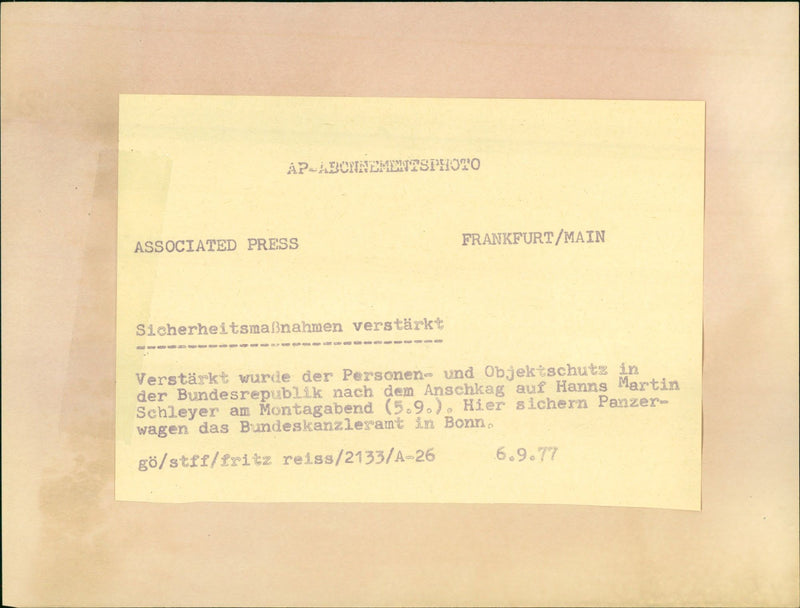 AP-ABONNEMENTSPHOTO
ASSOCIATED PRESS FRANKFURT/MAIN
Sicherheitsmaßnahmen verstärkt
Verstärkt wurde der Personen- und Objektschutz in
der Bundesrepublik nach dem Anschkag auf Hanns Martin
Schleyer am Montagabend (5.9.). Hier sichern Panzer-
wagen das Bundeskanzleramt in Bonn.
gö/stff/fritz reiss/2133/A-26 6.9.77